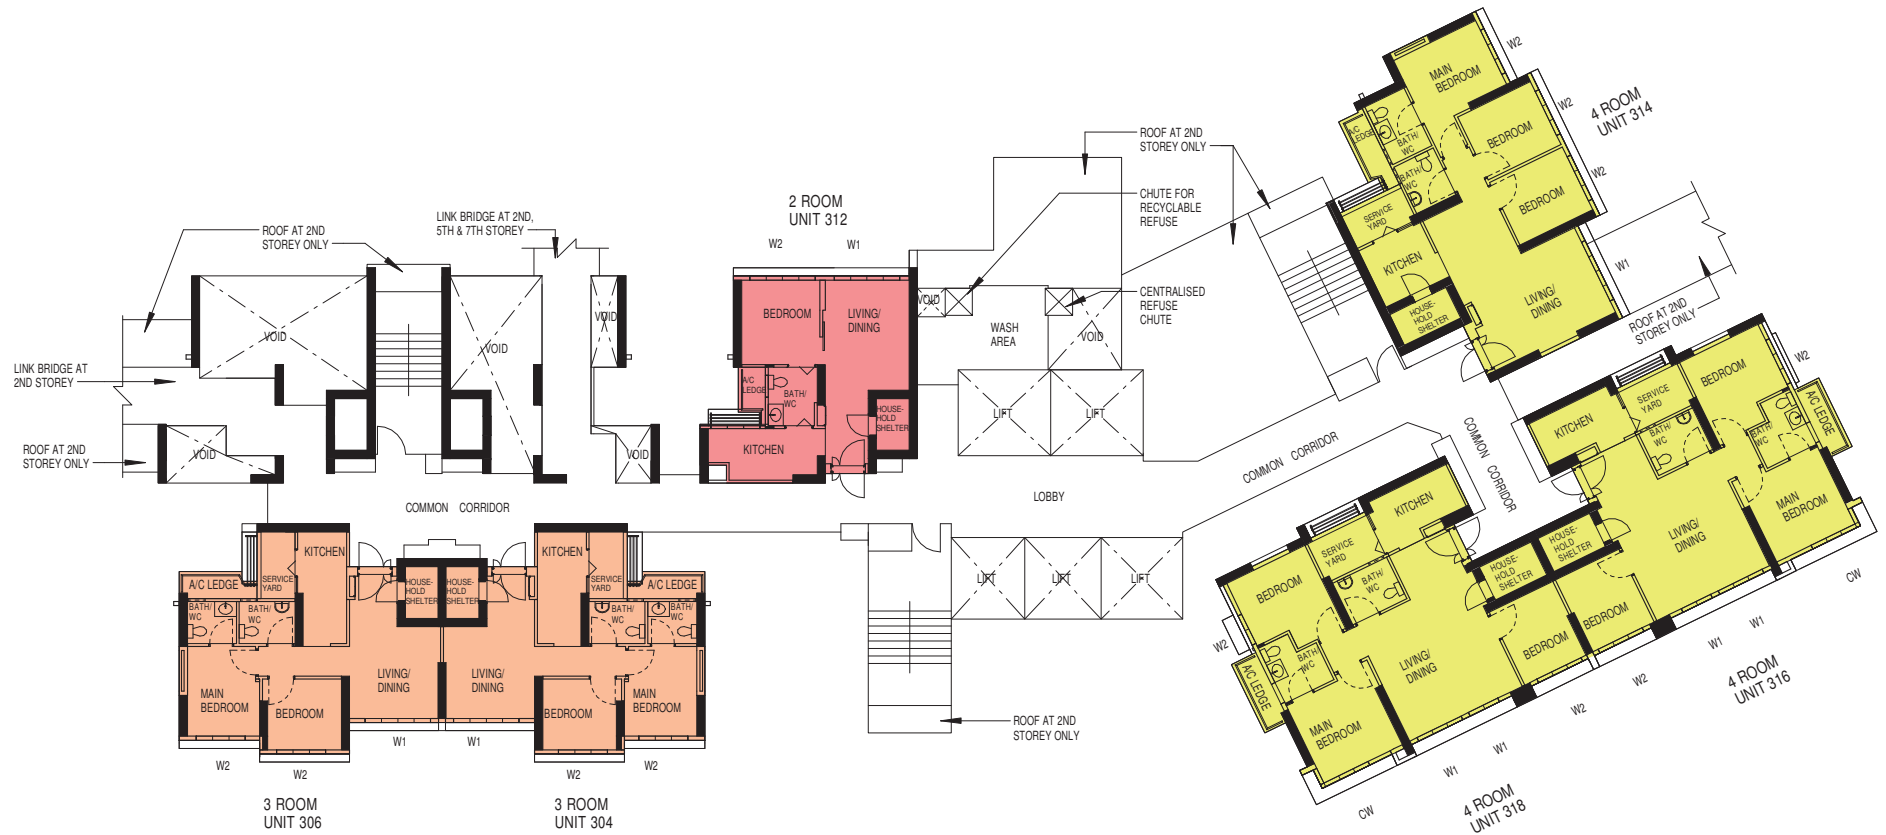 ROOF AT 2ND
STOREY ONLY
LINK BRIDGE AT 2ND,
5TH & 7TH STOREY
LINK BRIDGE AT
2ND STOREY
ROOF AT 2ND
STOREY ONLY
VOID
VOID
VOID
VOID
VOID
2 ROOM
UNIT 312
W2
W1
BEDROOM
LIVING/
DINING
A/C
LEDGE
BATH/
WC
HOUSE-
HOLD
SHELTER
KITCHEN
ROOF AT 2ND
STOREY ONLY
CHUTE FOR
RECYCLABLE
REFUSE
CENTRALISED
REFUSE
CHUTE
VOID
WASH
AREA
VOID
LIFT
LIFT
LOBBY
COMMON CORRIDOR
COMMON CORRIDOR
COMMON CORRIDOR
LIFT
LIFT
LIFT
ROOF AT 2ND
STOREY ONLY
KITCHEN
SERVICE
YARD
A/C LEDGE
BATH/
WC
BATH/
WC
HOUSE-
HOLD
SHELTER
MAIN
BEDROOM
BEDROOM
LIVING/
DINING
W2
W2
W1
3 ROOM
UNIT 306
KITCHEN
SERVICE
YARD
A/C LEDGE
BATH/
WC
BATH/
WC
HOUSE-
HOLD
SHELTER
LIVING/
DINING
BEDROOM
MAIN
BEDROOM
W1
W2
W2
3 ROOM
UNIT 304
4 ROOM
UNIT 314
W2
W2
W2
W1
MAIN
BEDROOM
BEDROOM
BEDROOM
A/C
LEDGE
BATH/
WC
BATH/
WC
SERVICE
YARD
KITCHEN
HOUSE-
HOLD
SHELTER
LIVING/
DINING
ROOF AT 2ND
STOREY ONLY
KITCHEN
SERVICE
YARD
BEDROOM
W2
A/C LEDGE
BATH/
WC
BATH/
WC
MAIN
BEDROOM
LIVING/
DINING
HOUSE-
HOLD
SHELTER
BEDROOM
CW
W1
W1
W2
4 ROOM
UNIT 316
KITCHEN
SERVICE
YARD
BEDROOM
W2
A/C LEDGE
BATH/
WC
BATH/
WC
MAIN
BEDROOM
LIVING/
DINING
HOUSE-
HOLD
SHELTER
BEDROOM
W2
W1
W1
CW
4 ROOM
UNIT 318